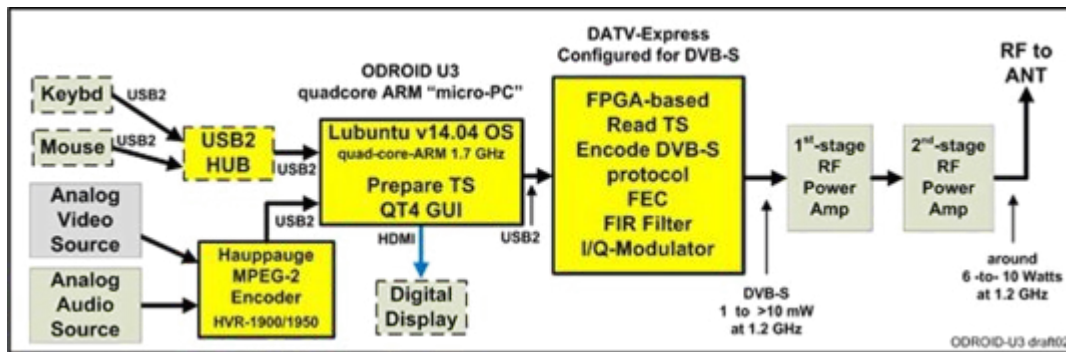 Keybd
USB2
Mouse
USB2
USB2
HUB
USB2
Analog
Video
Source
Analog
Audio
Source
USB2
Hauppauge
MPEG-2
Encoder
HVR-1900/1950
ODROID U3
quadcore ARM “micro-PC”
Lubuntu v14.04 OS
quad-core-ARM 1.7 GHz
Prepare TS
QT4 GUI
HDMI
Digital
Display
USB2
DATV-Express
Configured for DVB-S
FPGA-based
Read TS
Encode DVB-S
protocol
FEC
FIR Filter
I/Q-Modulator
DVB-S
1 to >10 mW
at 1.2 GHz
1st-stage
RF
Power
Amp
2nd-stage
RF
Power
Amp
RF to
ANT
around
6 -to- 10 Watts
at 1.2 GHz
ODROID-U3 draft02